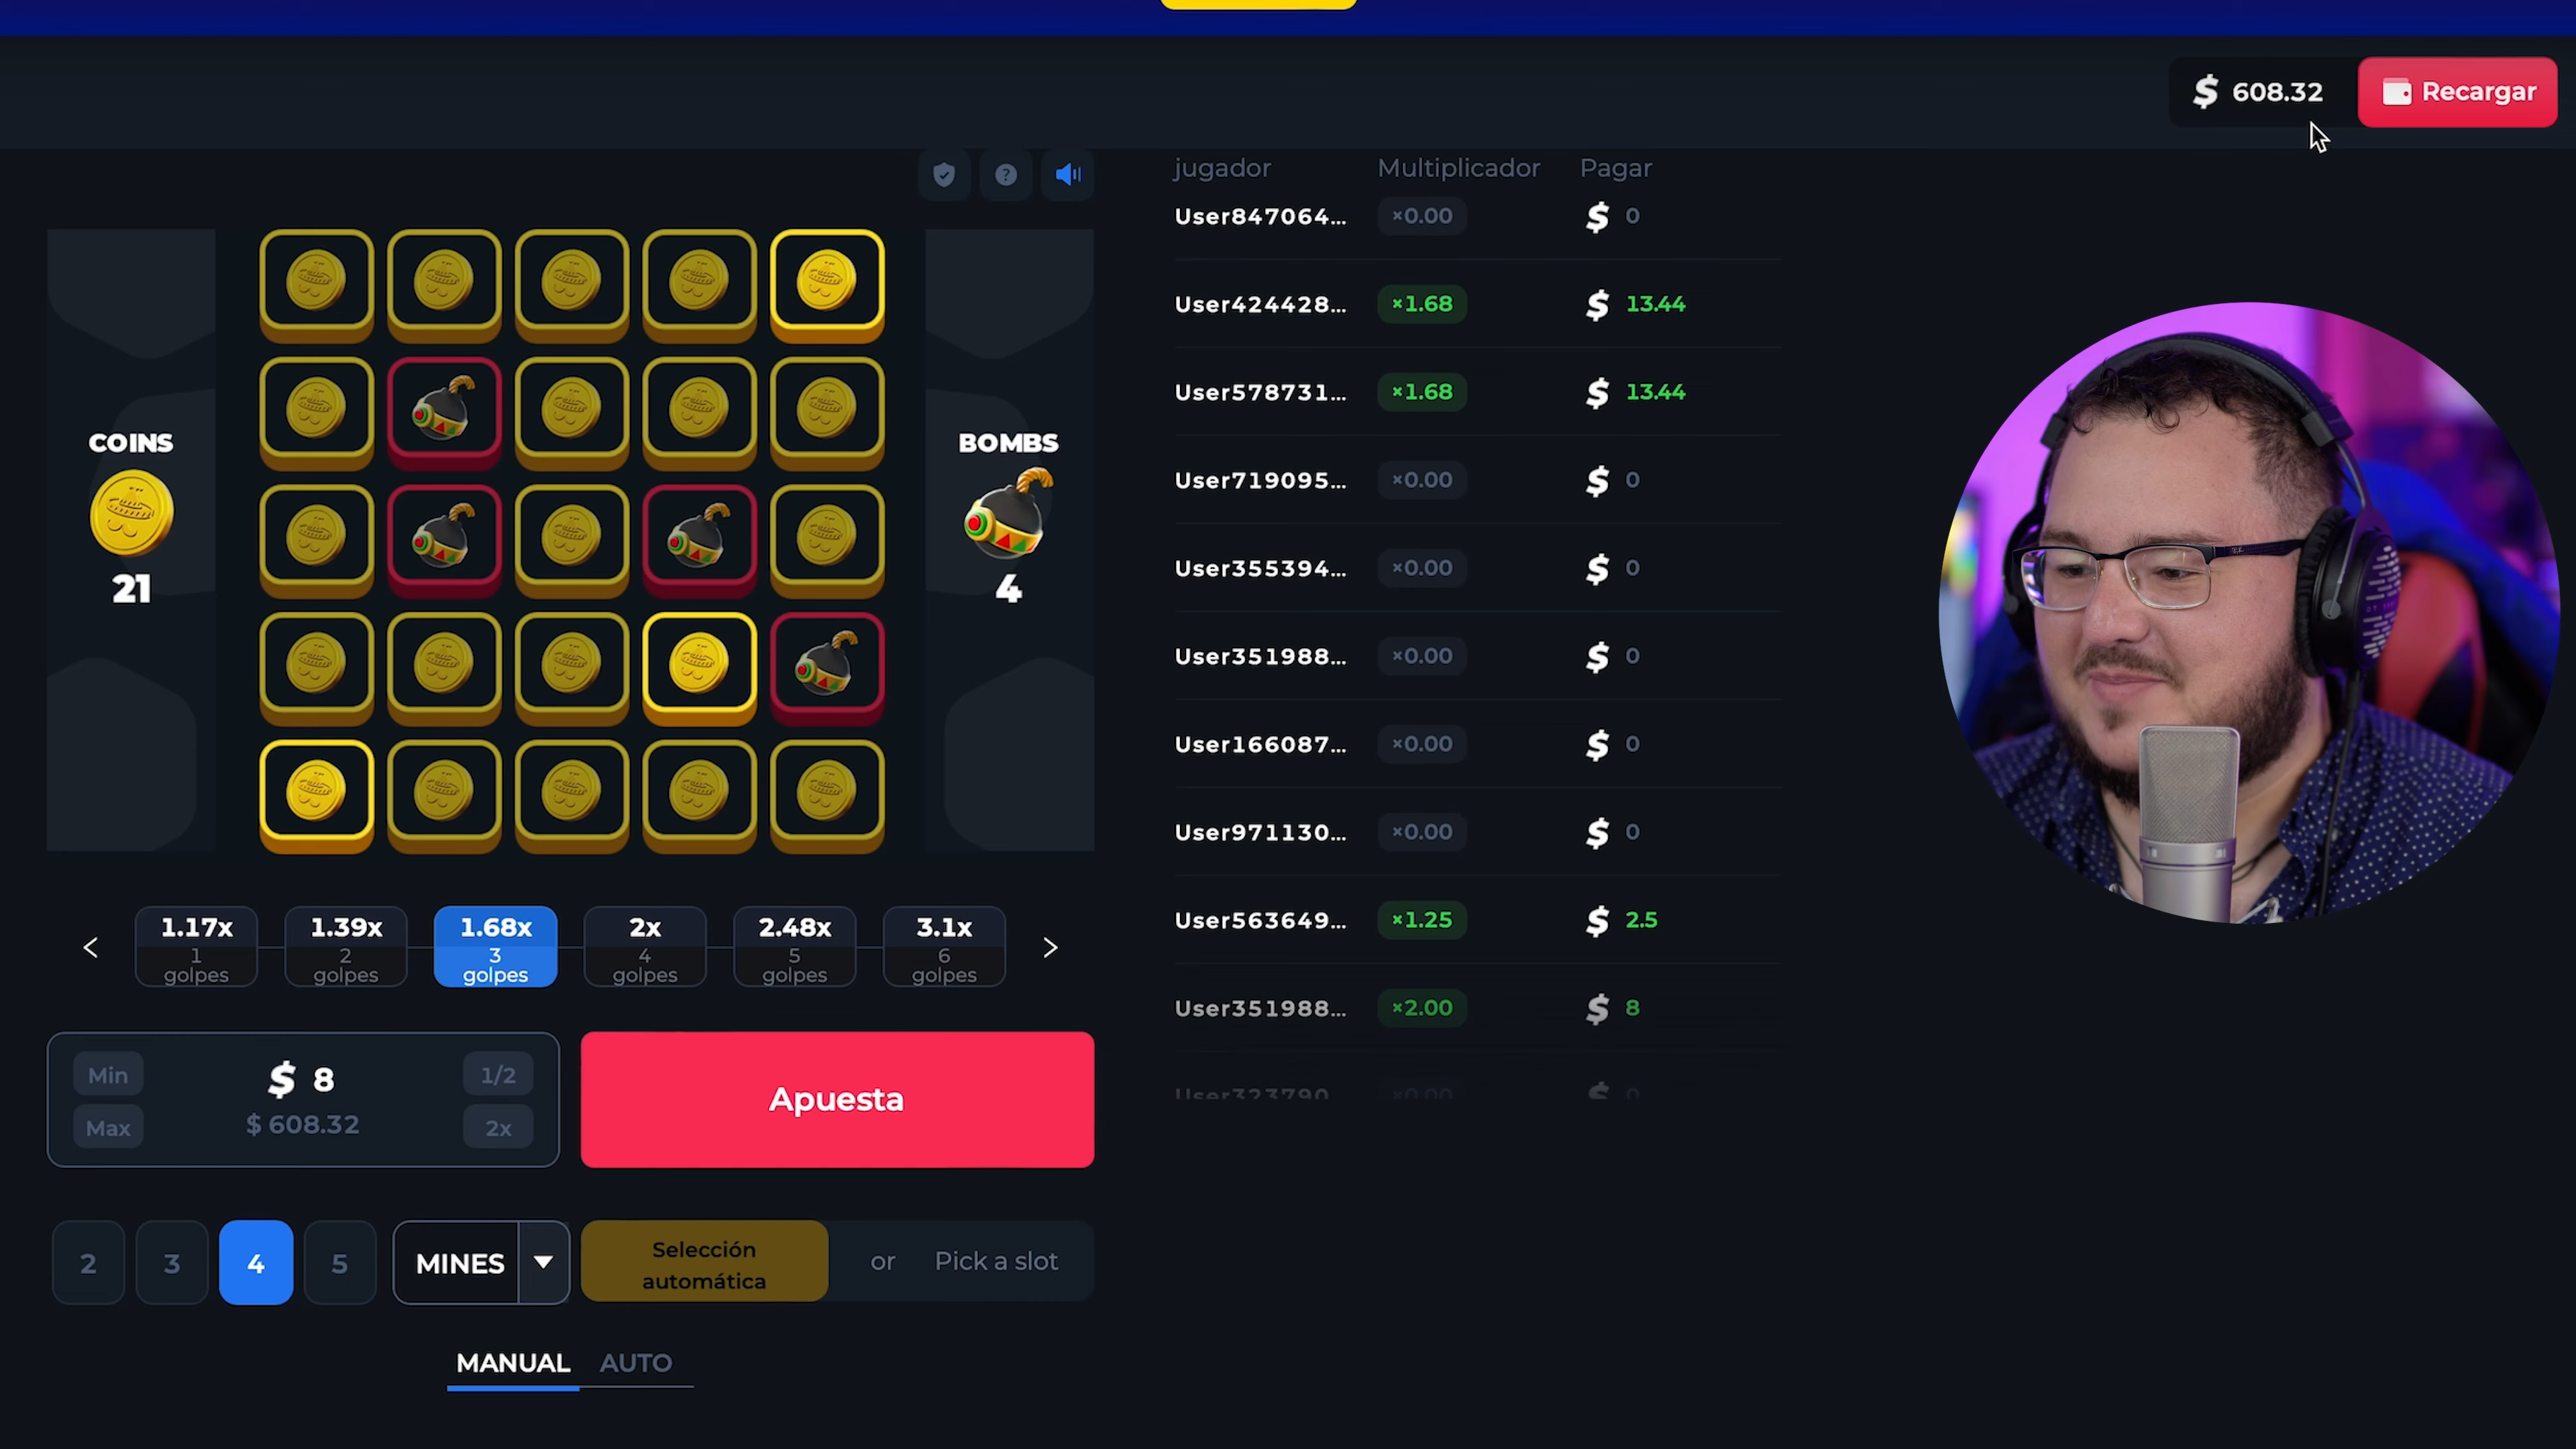 $ 608.32
Recargar
jugador Multiplicador Pagar
User847064... ×0.00 $ 0
User424428... ×1.68 $ 13.44
User578731... ×1.68 $ 13.44
User719095... ×0.00 $ 0
User355394... ×0.00 $ 0
User351988... ×0.00 $ 0
User166087... ×0.00 $ 0
User971130... ×0.00 $ 0
User563649... ×1.25 $ 2.5
User351988... ×2.00 $ 8
User323790 ×0.00 $ 0
COINS
21
BOMBS
4
1.17x 1.39x 1.68x 2x 2.48x 3.1x
1 2 3 4 5 6
golpes golpes golpes golpes golpes golpes
Min $ 8 1/2
Max $ 608.32 2x
Apuesta
2 3 4 5 MINES
Selección
automática
or Pick a slot
MANUAL AUTO